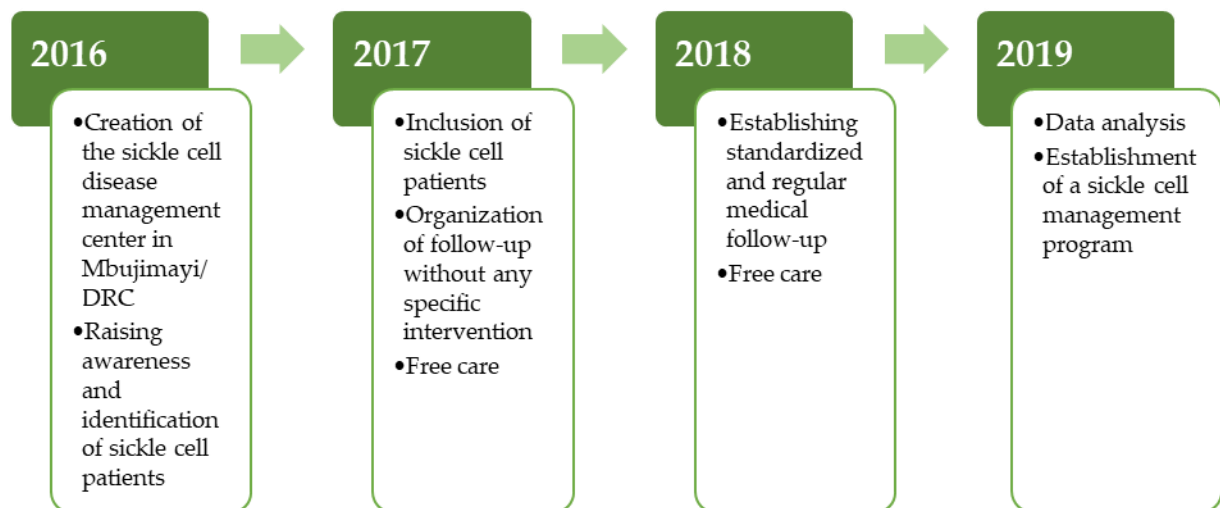 2016
•Creation of
the sickle cell
disease
management
center in
Mbujimayi/
DRC
•Raising
awareness
and
identification
of sickle cell
patients
2017
•Inclusion of
sickle cell
patients
•Organization
of follow-up
without any
specific
intervention
•Free care
2018
•Establishing
standardized
and regular
medical
follow-up
•Free care
2019
•Data analysis
•Establishment
of a sickle cell
management
program